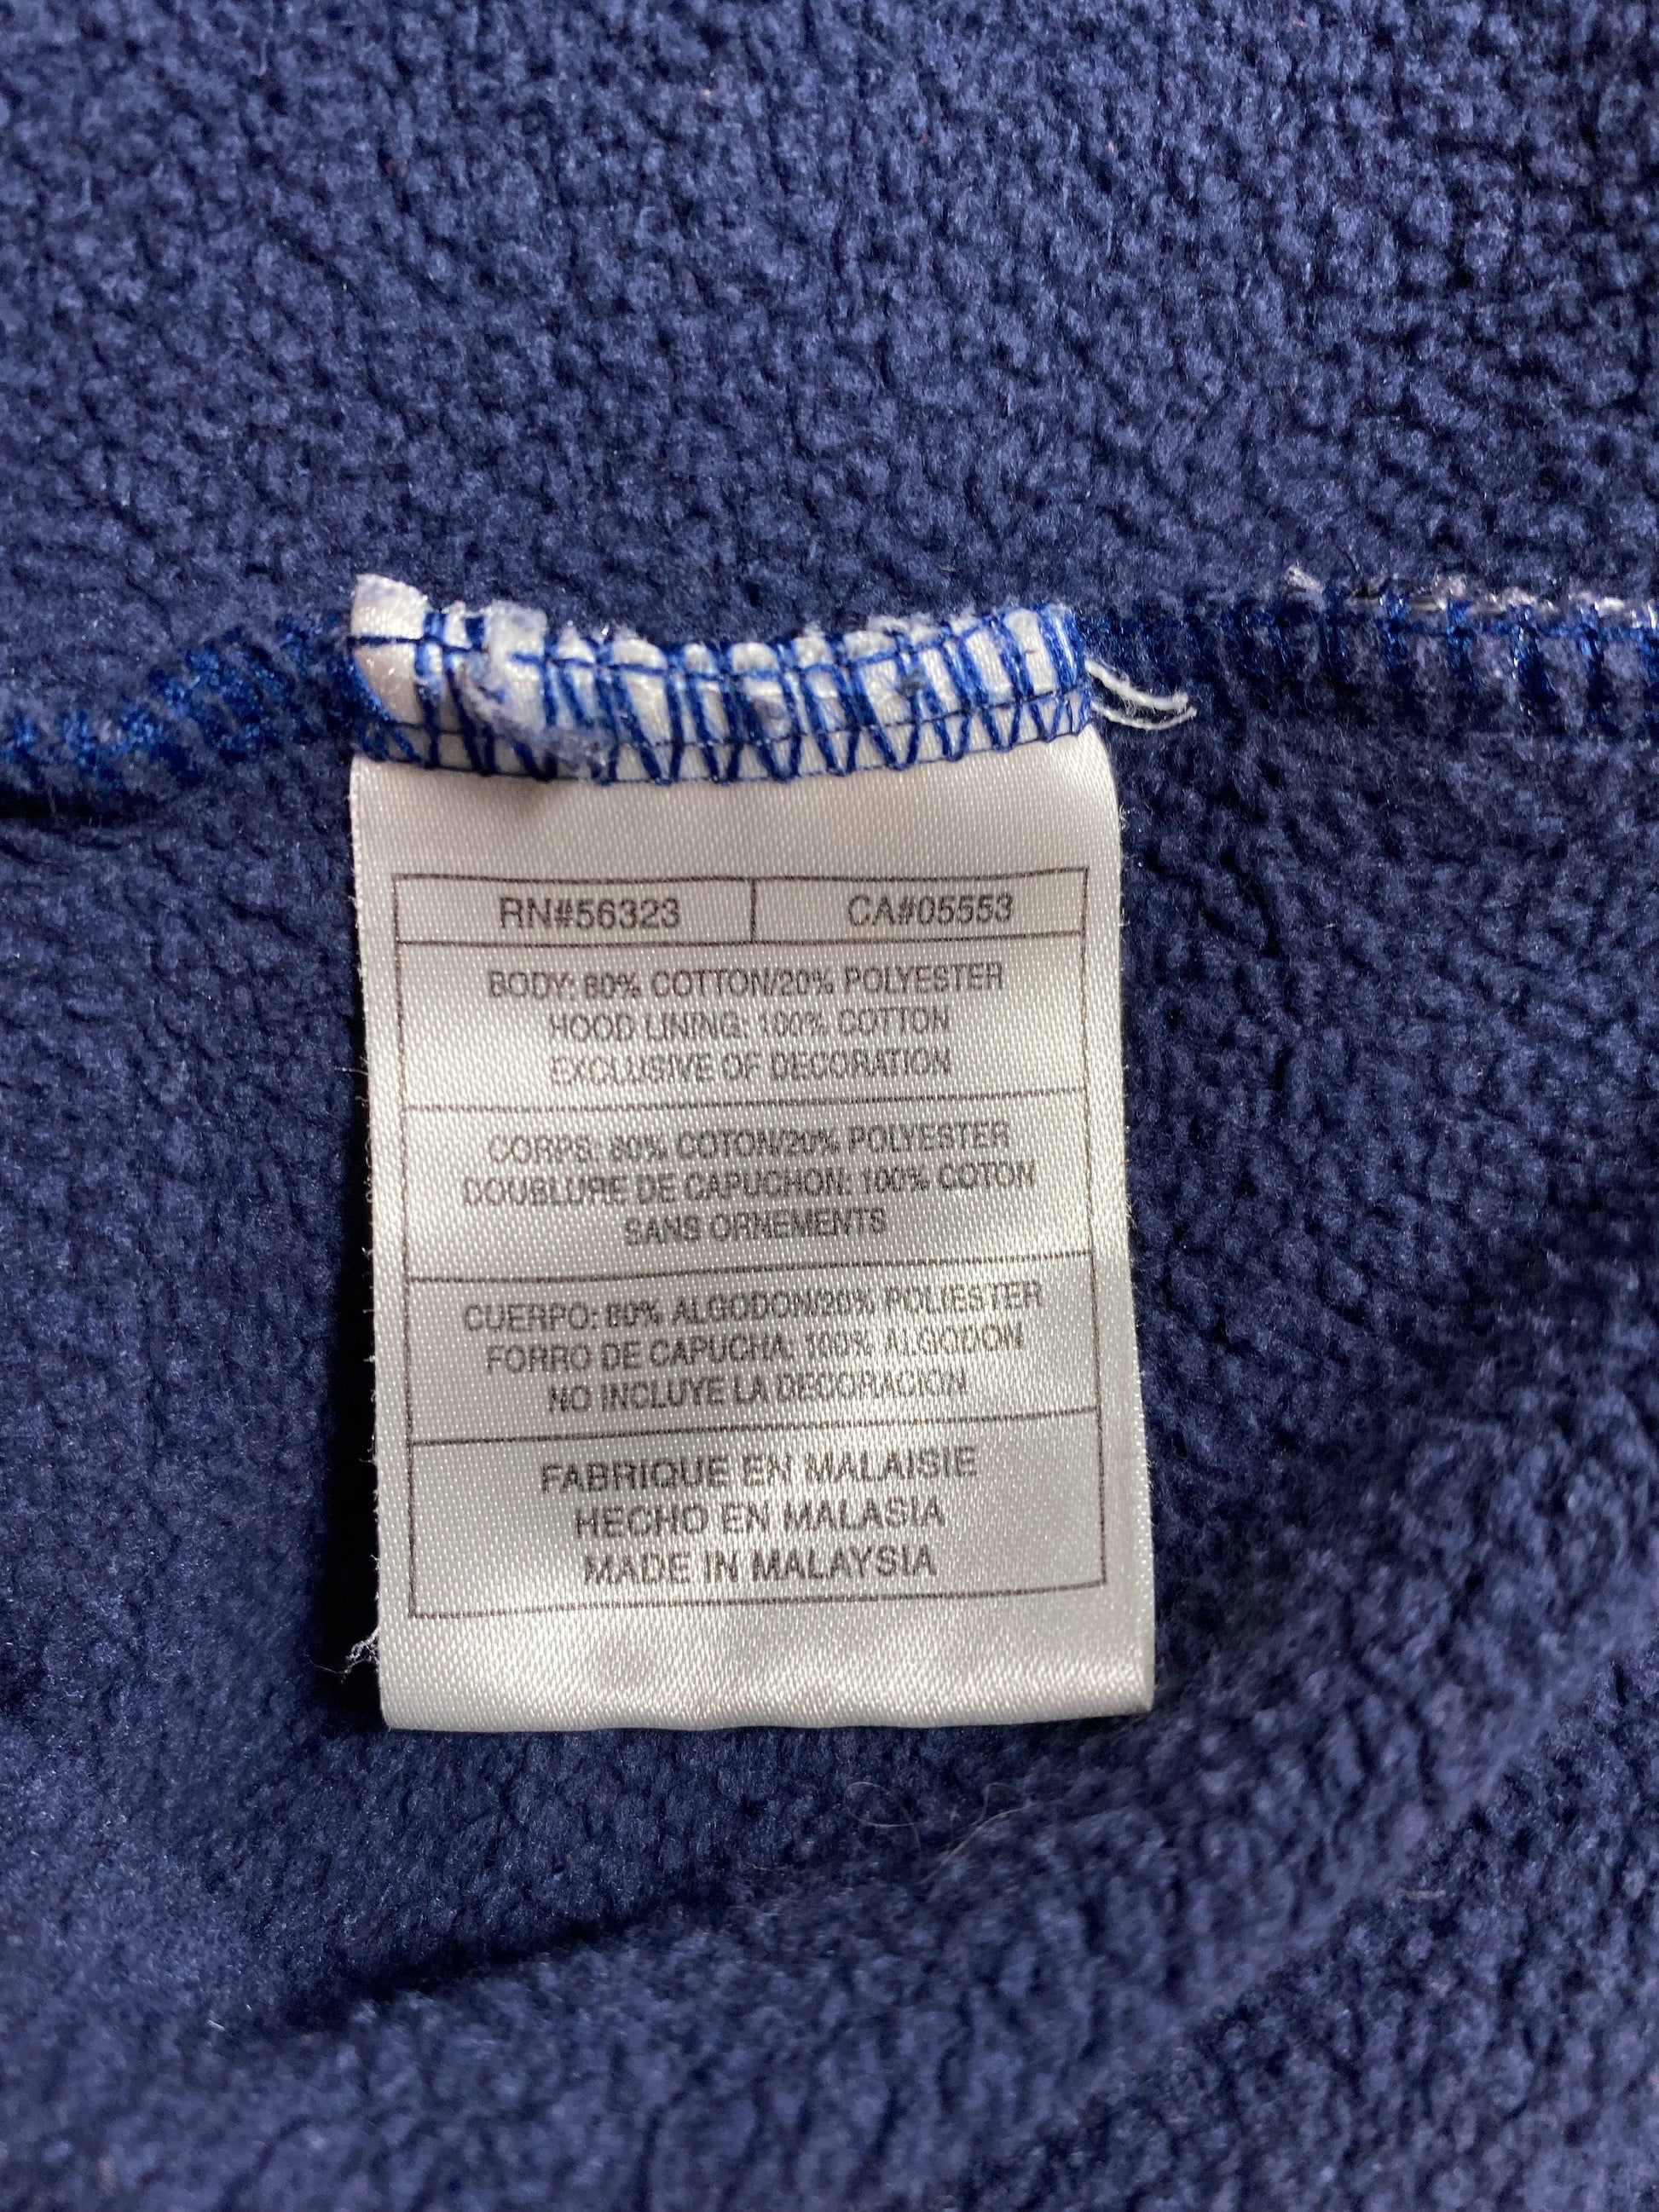 RN#56323 CA#05553
BODY: 80% COTTON/20% POLYESTER
HOOD LINING: 100% COTTON
EXCLUSIVE OF DECORATION
CORPS: 80% COTON/20% POLYESTER
DOUBLURE DE CAPUCHON: 100% COTON
SANS ORNEMENTS
CUERPO: 80% ALGODON/20% POLIESTER
FORRO DE CAPUCHA: 100% ALGODON
NO INCLUYE LA DECORACION
FABRIQUE EN MALAISIE
HECHO EN MALASIA
MADE IN MALAYSIA